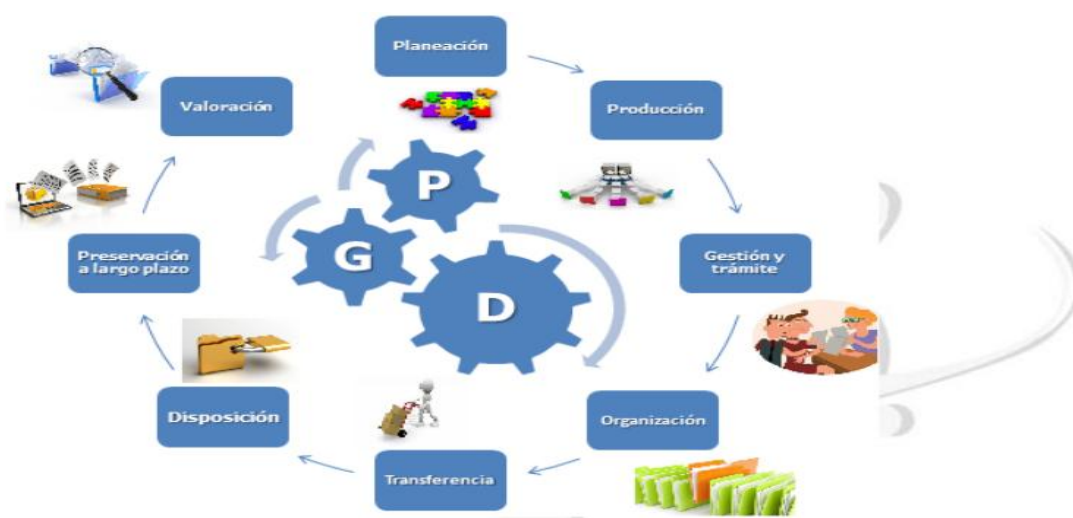 Planeación
Producción
Gestión y
trámite
Organización
Transferencia
Disposición
Preservación
a largo plazo
Valoración
P
G
D